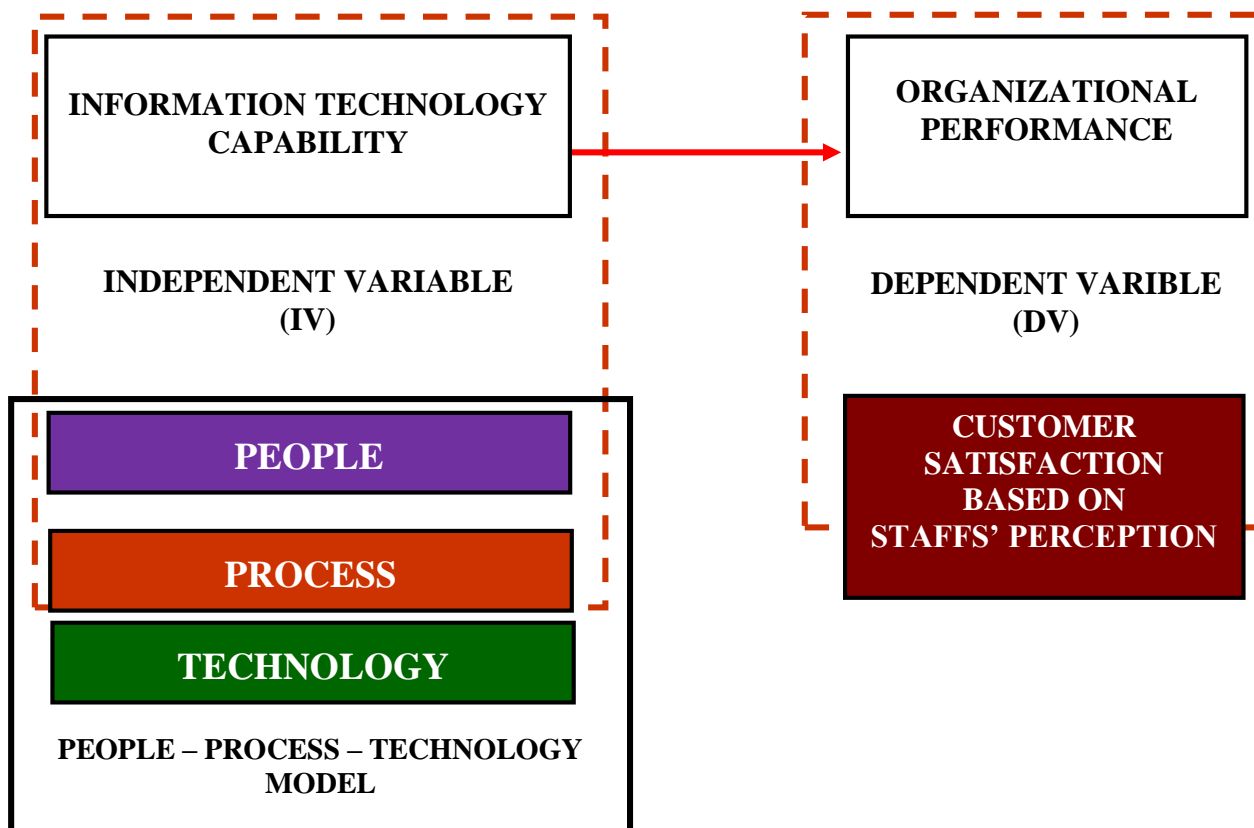 INFORMATION TECHNOLOGY
CAPABILITY
ORGANIZATIONAL
PERFORMANCE
INDEPENDENT VARIABLE
(IV)
DEPENDENT VARIBLE
(DV)
PEOPLE
PROCESS
TECHNOLOGY
PEOPLE – PROCESS – TECHNOLOGY
MODEL
CUSTOMER
SATISFACTION
BASED ON
STAFFS’ PERCEPTION